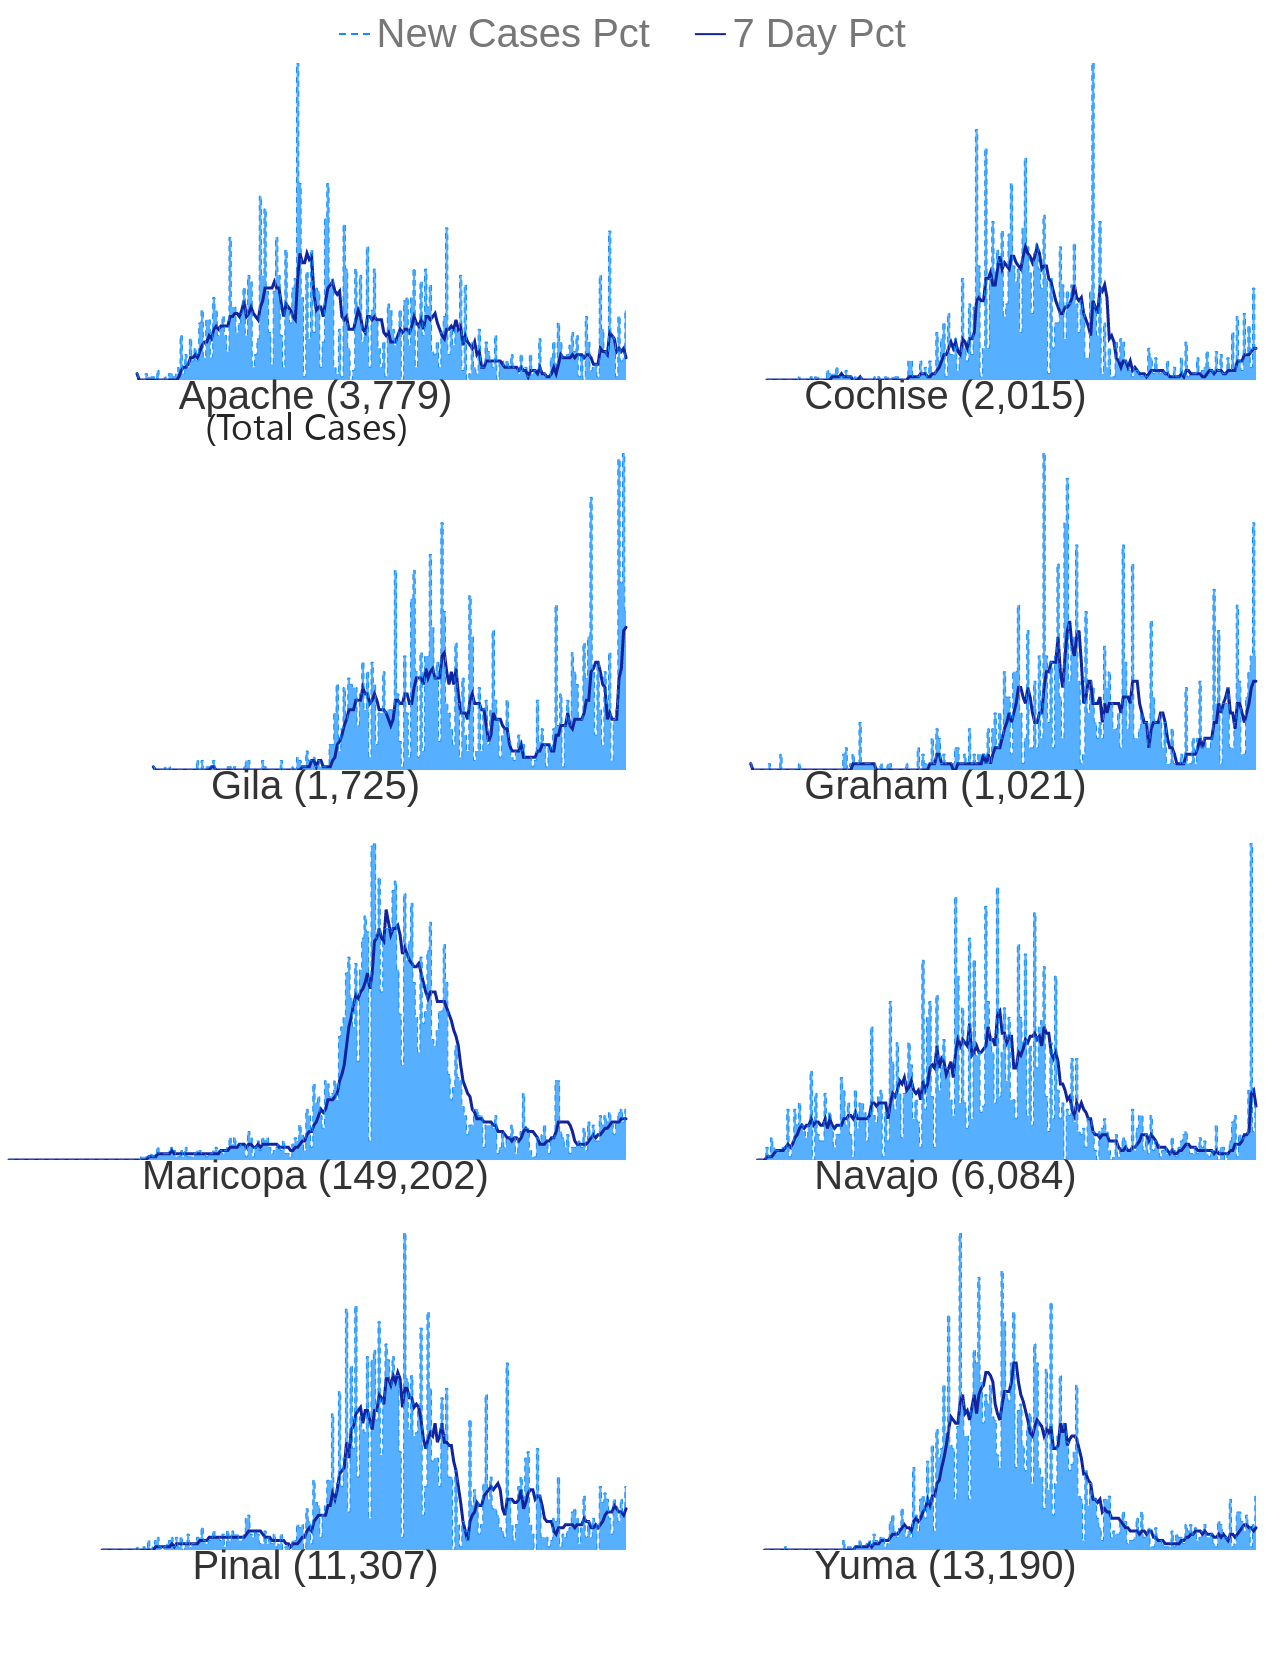 New Cases Pct 7 Day Pct
Apache (3,779) Cochise (2,015)
(Total Cases)
Gila (1,725) Graham (1,021)
Maricopa (149,202) Navajo (6,084)
Pinal (11,307) Yuma (13,190)